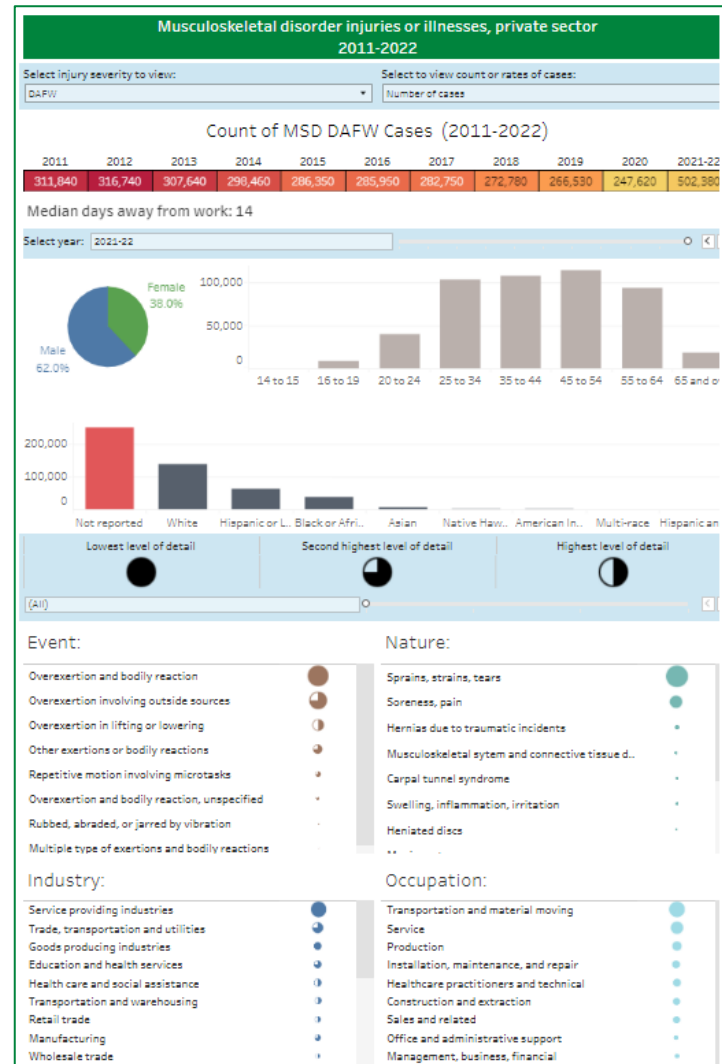 Musculoskeletal disorder injuries or illnesses, private sector
2011-2022
Select injury severity to view:
Select to view count or rates of cases:
DAFW
Number of cases
Count of MSD DAFW Cases (2011-2022)
2011 2012 2013 2014 2015 2016 2017 2018 2019 2020 2021-22
311,840 316,740 307,640 298,460 286,350 285,950 282,750 272,780 266,530 247,620 502,380
Median days away from work: 14
Select year: 2021-22
Female
38.0%
Male
62.0%
100,000
50,000
0
14 to 15 16 to 19 20 to 24 25 to 34 35 to 44 45 to 54 55 to 64 65 and o
200,000
100,000
0
Not reported White Hispanic or L.. Black or Afri.. Asian Native Haw.. American In.. Multi-race Hispanic an
Lowest level of detail
Second highest level of detail
Highest level of detail
(All)
Event:
Overexertion and bodily reaction
Overexertion involving outside sources
Overexertion in lifting or lowering
Other exertions or bodily reactions
Repetitive motion involving microtasks
Overexertion and bodily reaction, unspecified
Rubbed, abraded, or jarred by vibration
Multiple type of exertions and bodily reactions
Nature:
Sprains, strains, tears
Soreness, pain
Hernias due to traumatic incidents
Musculoskeletal sytem and connective tissue d..
Carpal tunnel syndrome
Swelling, inflammation, irritation
Heniated discs
Industry:
Service providing industries
Trade, transportation and utilities
Goods producing industries
Education and health services
Health care and social assistance
Transportation and warehousing
Retail trade
Manufacturing
Wholesale trade
Occupation:
Transportation and material moving
Service
Production
Installation, maintenance, and repair
Healthcare practitioners and technical
Construction and extraction
Sales and related
Office and administrative support
Management, business, financial